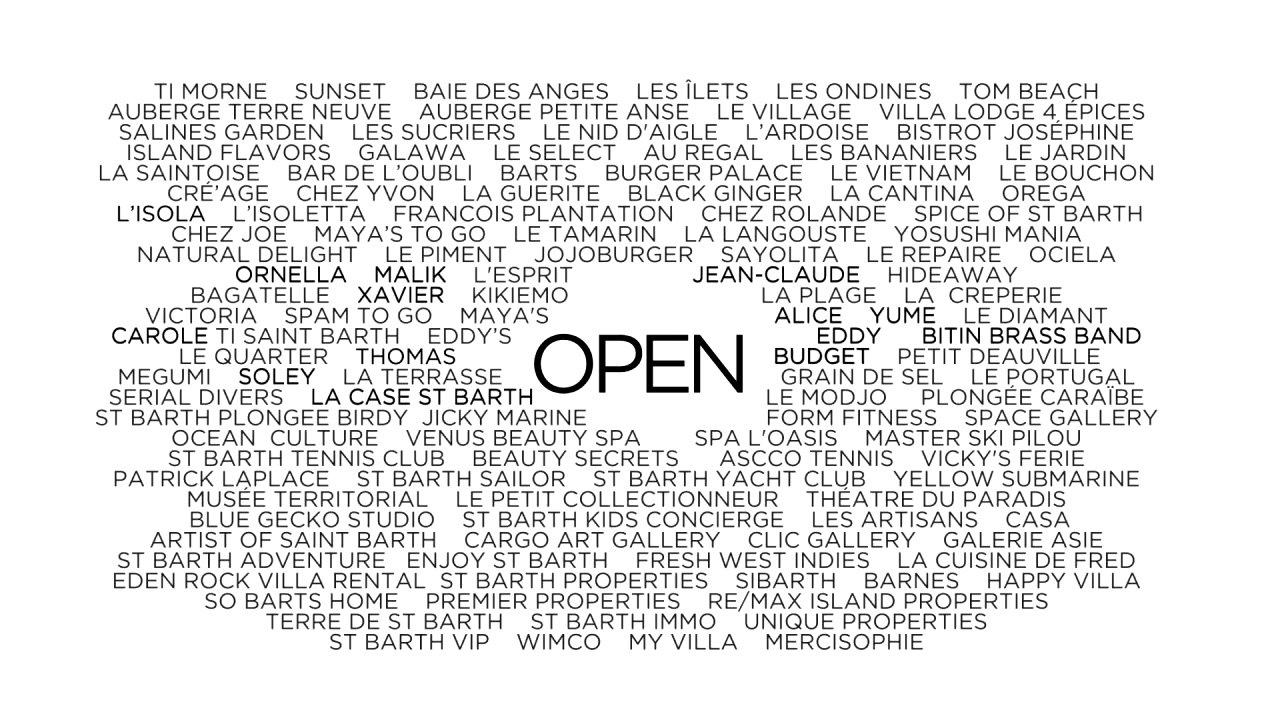 TI MORNE SUNSET BAIE DES ANGES LES ÎLETS LES ONDINES TOM BEACH
AUBERGE TERRE NEUVE AUBERGE PETITE ANSE LE VILLAGE VILLA LODGE 4 ÉPICES
SALINES GARDEN LES SUCRIERS LE NID D'AIGLE L’ARDOISE BISTROT JOSÉPHINE
ISLAND FLAVORS GALAWA LE SELECT AU REGAL LES BANANIERS LE JARDIN
LA SAINTOISE BAR DE L’OUBLI BARTS BURGER PALACE LE VIETNAM LE BOUCHON
CRÉ’AGE CHEZ YVON LA GUERITE BLACK GINGER LA CANTINA OREGA
L’ISOLA L’ISOLETTA FRANCOIS PLANTATION CHEZ ROLANDE SPICE OF ST BARTH
CHEZ JOE MAYA’S TO GO LE TAMARIN LA LANGOUSTE YOSUSHI MANIA
NATURAL DELIGHT LE PIMENT JOJOBURGER SAYOLITA LE REPAIRE OCIELA
ORNELLA MALIK L'ESPRIT JEAN-CLAUDE HIDEAWAY
BAGATELLE XAVIER KIKIEMO LA PLAGE LA CREPERIE
VICTORIA SPAM TO GO MAYA'S ALICE YUME LE DIAMANT
CAROLE TI SAINT BARTH EDDY’S EDDY BITIN BRASS BAND
OPEN
LE QUARTER THOMAS BUDGET PETIT DEAUVILLE
MEGUMI SOLEY LA TERRASSE GRAIN DE SEL LE PORTUGAL
SERIAL DIVERS LA CASE ST BARTH LE MODJO PLONGÉE CARAÏBE
ST BARTH PLONGEE BIRDY JICKY MARINE FORM FITNESS SPACE GALLERY
OCEAN CULTURE VENUS BEAUTY SPA SPA L'OASIS MASTER SKI PILOU
ST BARTH TENNIS CLUB BEAUTY SECRETS ASCCO TENNIS VICKY'S FERIE
PATRICK LAPLACE ST BARTH SAILOR ST BARTH YACHT CLUB YELLOW SUBMARINE
MUSÉE TERRITORIAL LE PETIT COLLECTIONNEUR THÉATRE DU PARADIS
BLUE GECKO STUDIO ST BARTH KIDS CONCIERGE LES ARTISANS CASA
ARTIST OF SAINT BARTH CARGO ART GALLERY CLIC GALLERY GALERIE ASIE
ST BARTH ADVENTURE ENJOY ST BARTH FRESH WEST INDIES LA CUISINE DE FRED
EDEN ROCK VILLA RENTAL ST BARTH PROPERTIES SIBARTH BARNES HAPPY VILLA
SO BARTS HOME PREMIER PROPERTIES RE/MAX ISLAND PROPERTIES
TERRE DE ST BARTH ST BARTH IMMO UNIQUE PROPERTIES
ST BARTH VIP WIMCO MY VILLA MERCISOPHIE